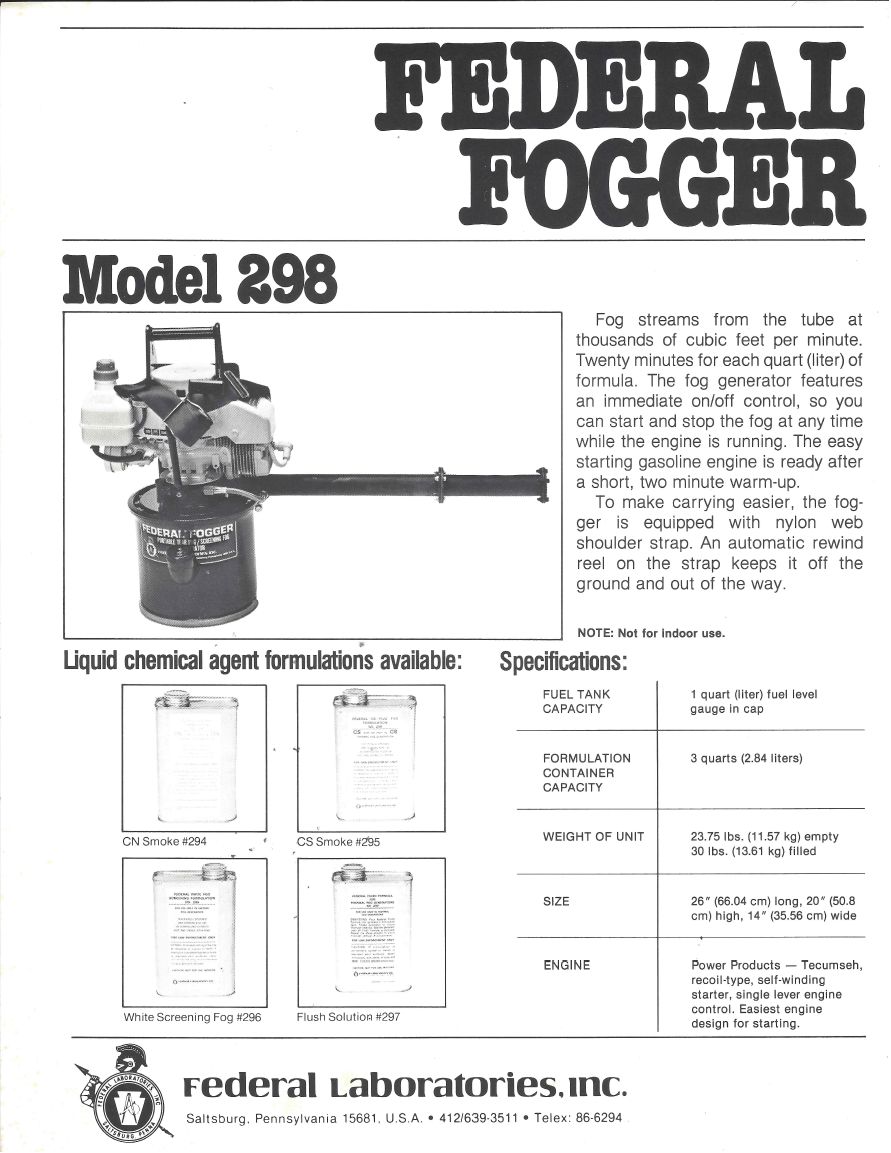 FEDERAL
FOGGER
Model 298
Fog streams from the tube at
thousands of cubic feet per minute.
Twenty minutes for each quart (liter) of
formula. The fog generator features
an immediate on/off control, so you
can start and stop the fog at any time
while the engine is running. The easy
starting gasoline engine is ready after
a short, two minute warm-up.
To make carrying easier, the fog-
ger is equipped with nylon web
shoulder strap. An automatic rewind
reel on the strap keeps it off the
ground and out of the way.
NOTE: Not for indoor use.
FEDERAL FOGGER
Liquid chemical agent formulations available:
CN Smoke #294
CS Smoke #295
White Screening Fog #296
Flush Solution #297
Specifications:
FUEL TANK
CAPACITY
1 quart (liter) fuel level
gauge in cap
FORMULATION
CONTAINER
CAPACITY
3 quarts (2.84 liters)
WEIGHT OF UNIT
23.75 lbs. (11.57 kg) empty
30 lbs. (13.61 kg) filled
SIZE
26″ (66.04 cm) long, 20″ (50.8
cm) high, 14″ (35.56 cm) wide
ENGINE
Power Products — Tecumseh,
recoil-type, self-winding
starter, single lever engine
control. Easiest engine
design for starting.
FEDERAL LABORATORIES, INC
SALTSBURG, PENNA
Federal Laboratories, Inc.
Saltsburg, Pennsylvania 15681, U.S.A. • 412/639-3511 • Telex: 86-6294